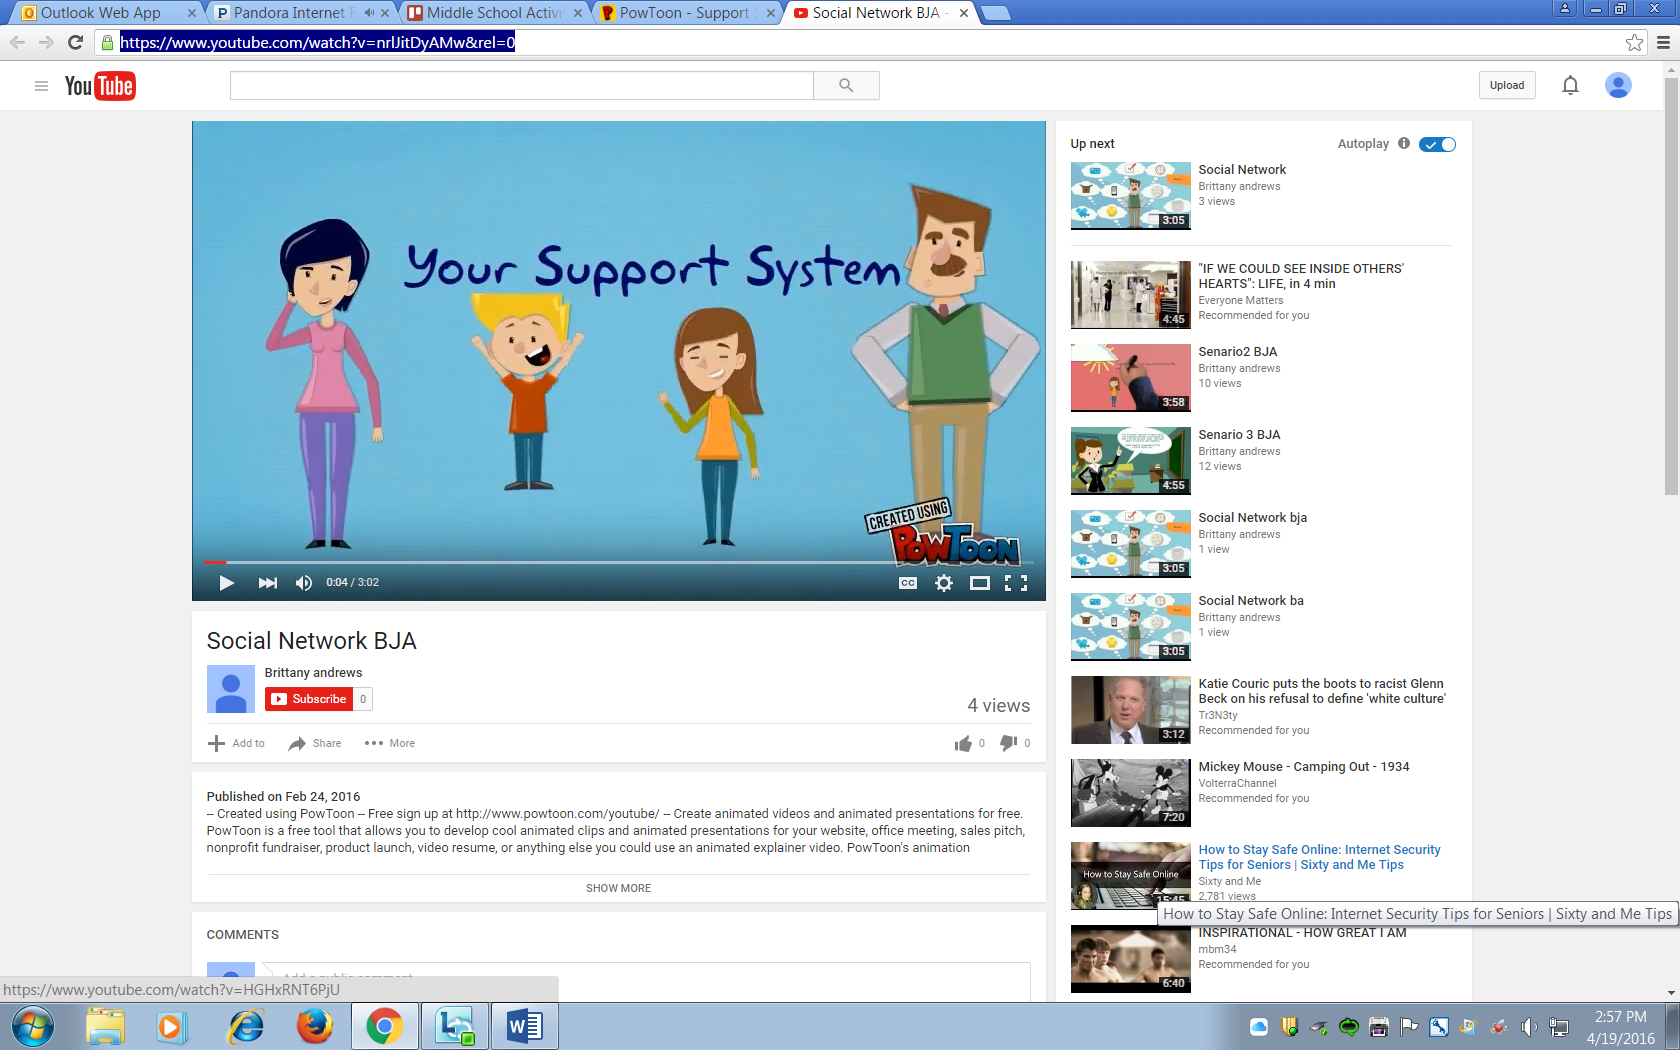 Outlook Web App
Pandora Internet R
Middle School Activi
PowToon - Support S
Social Network BJA -
https://www.youtube.com/watch?v=nrlJitDyAMw&rel=0
YouTube
Upload
Your Support System
CREATED USING
POWTOON
0:04 / 3:02
CC
Social Network BJA
Brittany andrews
Subscribe 0
4 views
Add to
Share
More
0
0
Published on Feb 24, 2016
-- Created using PowToon -- Free sign up at http://www.powtoon.com/youtube/ -- Create animated videos and animated presentations for free.
PowToon is a free tool that allows you to develop cool animated clips and animated presentations for your website, office meeting, sales pitch,
nonprofit fundraiser, product launch, video resume, or anything else you could use an animated explainer video. PowToon's animation
SHOW MORE
COMMENTS
Add a public comment
Up next
Autoplay
3:05
Social Network
Brittany andrews
3 views
4:45
"IF WE COULD SEE INSIDE OTHERS'
HEARTS": LIFE, in 4 min
Everyone Matters
Recommended for you
3:58
Senario2 BJA
Brittany andrews
10 views
4:55
Senario 3 BJA
Brittany andrews
12 views
3:05
Social Network bja
Brittany andrews
1 view
3:05
Social Network ba
Brittany andrews
1 view
3:12
Katie Couric puts the boots to racist Glenn
Beck on his refusal to define 'white culture'
Tr3N3ty
Recommended for you
7:20
Mickey Mouse - Camping Out - 1934
VolterraChannel
Recommended for you
How to Stay Safe Online
15:45
How to Stay Safe Online: Internet Security
Tips for Seniors | Sixty and Me Tips
Sixty and Me
2,781 views
How to Stay Safe Online: Internet Security Tips for Seniors | Sixty and Me Tips
6:40
INSPIRATIONAL - HOW GREAT I AM
mbm34
Recommended for you
https://www.youtube.com/watch?v=HGHxRNT6PjU
2:57 PM
4/19/2016